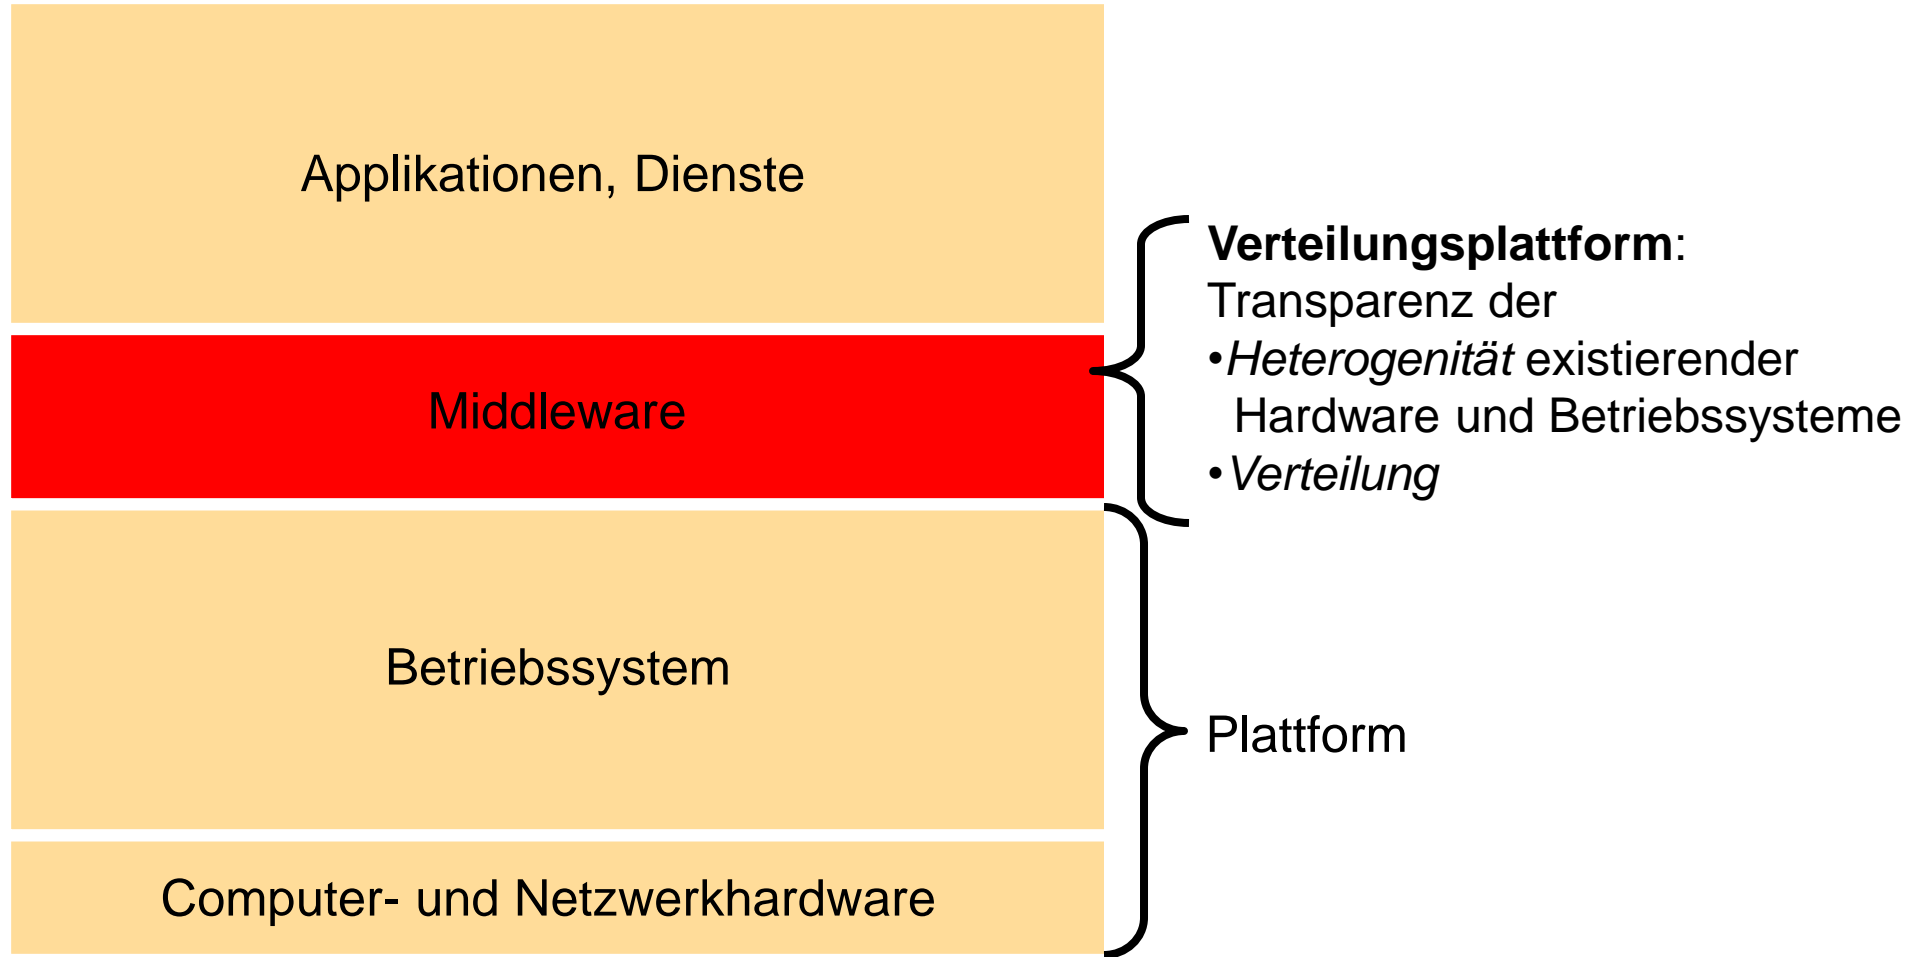 Applikationen, Dienste
Verteilungsplattform:
Transparenz der
•Heterogenität existierender
Hardware und Betriebssysteme
•Verteilung
Middleware
Betriebssystem
Plattform
Computer- und Netzwerkhardware